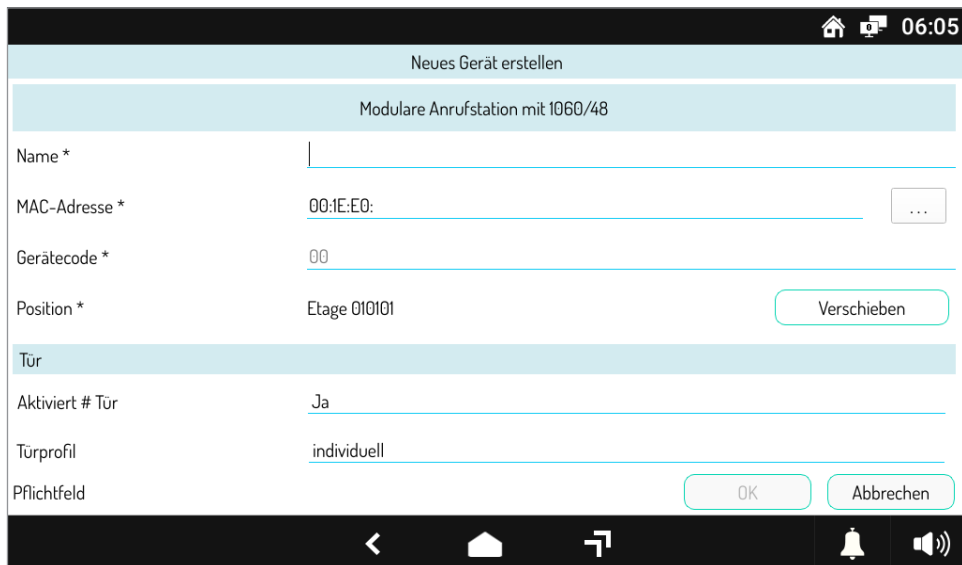 06:05
Neues Gerät erstellen
Modulare Anrufstation mit 1060/48
Name *
MAC-Adresse * 00:1E:E0: ...
Gerätecode * 00
Position * Etage 010101 Verschieben
Tür
Aktiviert # Tür Ja
Türprofil individuell
Pflichtfeld OK Abbrechen